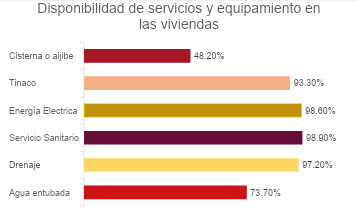 Disponibilidad de servicios y equipamiento en
las viviendas
Cisterna o aljibe 48.20%
Tinaco 93.30%
Energía Electrica 98.60%
Servicio Sanitario 98.90%
Drenaje 97.20%
Agua entubada 73.70%